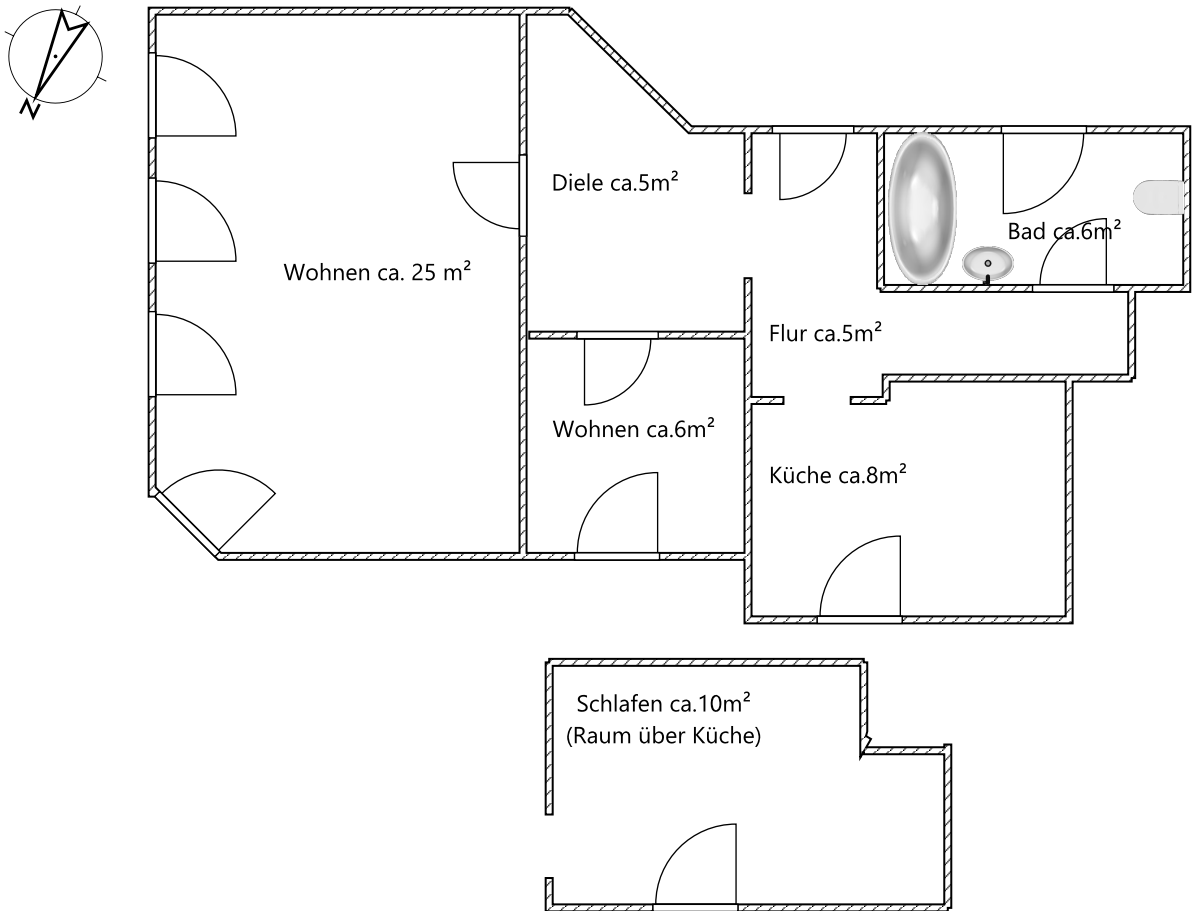 N
Diele ca.5m²
Bad ca.6m²
Wohnen ca. 25 m²
Flur ca.5m²
Wohnen ca.6m²
Küche ca.8m²
Schlafen ca.10m²
(Raum über Küche)